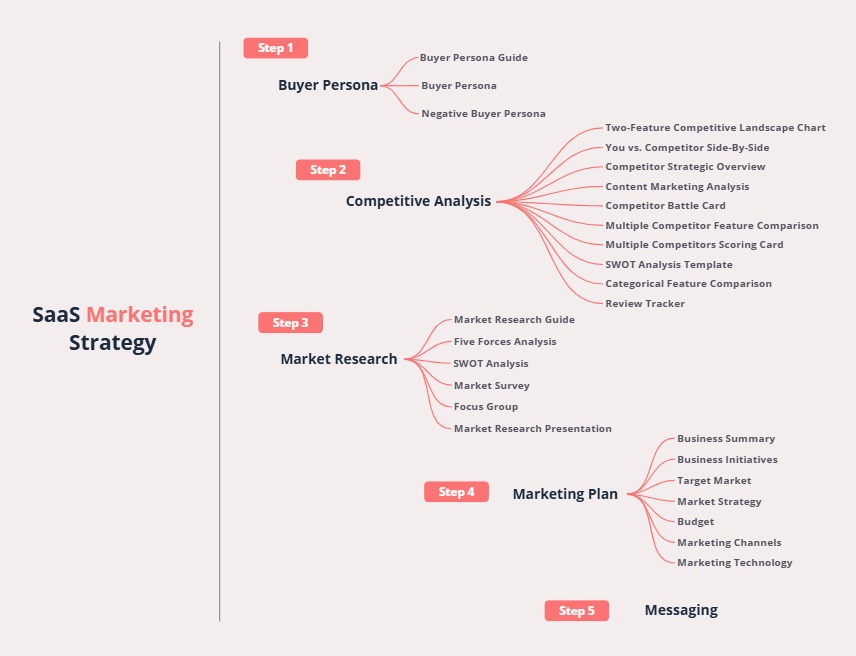 SaaS Marketing
Strategy
Step 1
Buyer Persona
Buyer Persona Guide
Buyer Persona
Negative Buyer Persona
Step 2
Competitive Analysis
Two-Feature Competitive Landscape Chart
You vs. Competitor Side-By-Side
Competitor Strategic Overview
Content Marketing Analysis
Competitor Battle Card
Multiple Competitor Feature Comparison
Multiple Competitors Scoring Card
SWOT Analysis Template
Categorical Feature Comparison
Review Tracker
Step 3
Market Research
Market Research Guide
Five Forces Analysis
SWOT Analysis
Market Survey
Focus Group
Market Research Presentation
Step 4
Marketing Plan
Business Summary
Business Initiatives
Target Market
Market Strategy
Budget
Marketing Channels
Marketing Technology
Step 5
Messaging